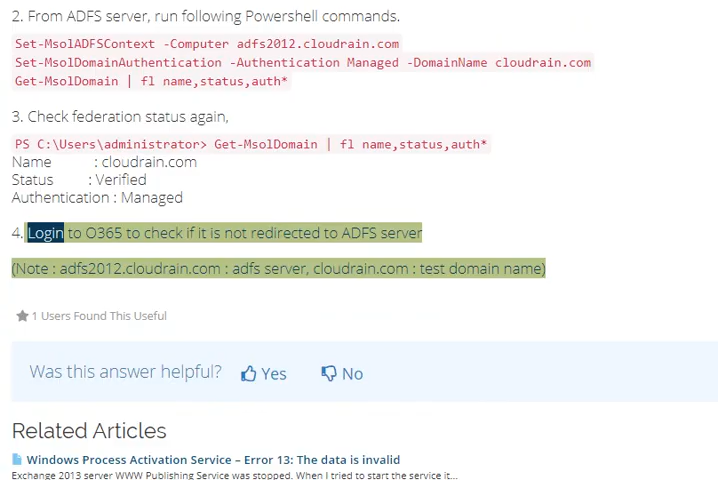 2. From ADFS server, run following Powershell commands.
Set-MsolADFSContext -Computer adfs2012.cloudrain.com
Set-MsolDomainAuthentication -Authentication Managed -DomainName cloudrain.com
Get-MsolDomain | fl name,status,auth*
3. Check federation status again,
PS C:\Users\administrator> Get-MsolDomain | fl name,status,auth*
Name : cloudrain.com
Status : Verified
Authentication : Managed
4. Login to O365 to check if it is not redirected to ADFS server
(Note : adfs2012.cloudrain.com : adfs server, cloudrain.com : test domain name)
1 Users Found This Useful
Was this answer helpful? Yes No
Related Articles
Windows Process Activation Service – Error 13: The data is invalid
Exchange 2013 server WWW Publishing Service was stopped. When I tried to start the service it...